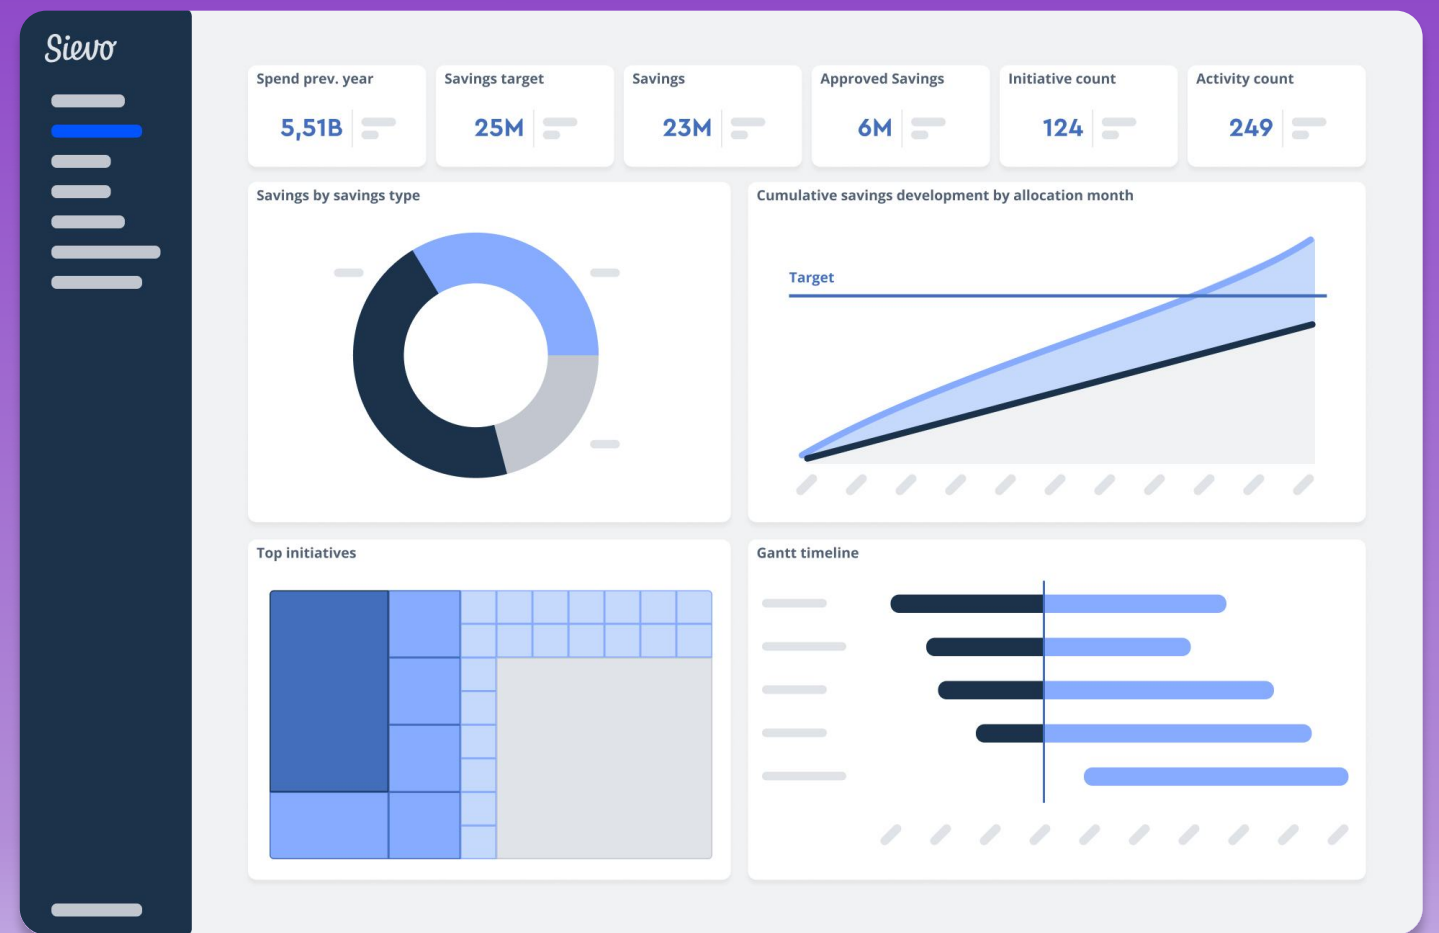 Sievo
Spend prev. year
5,51B
Savings target
25M
Savings
23M
Approved Savings
6M
Initiative count
124
Activity count
249
Savings by savings type
Cumulative savings development by allocation month
Target
Top initiatives
Gantt timeline